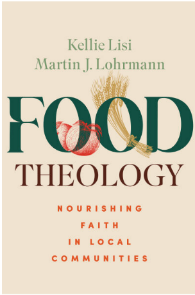 Kellie Lisi
Martin J. Lohrmann
FOOD
THEOLOGY
NOURISHING
FAITH
IN LOCAL
COMMUNITIES